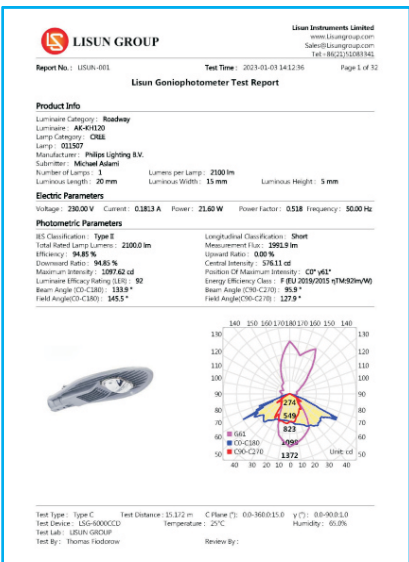 LISUN GROUP
Lisun Instruments Limited
www.Lisungroup.com
Sales@Lisungroup.com
Tel:+86(21)51083341
Report No. : LISUN-001 Test Time : 2023-01-03 14:12:36 Page 1 of 32
Lisun Goniophotometer Test Report
Product Info
Luminaire Category : Roadway
Luminaire : AK-KH120
Lamp Category : CREE
Lamp : 011507
Manufacturer : Philips Lighting B.V.
Submitter : Michael Aslami
Number of Lamps : 1 Lumens per Lamp : 2100 lm
Luminous Length : 20 mm Luminous Width : 15 mm Luminous Height : 5 mm
Electric Parameters
Voltage : 230.00 V Current : 0.1813 A Power : 21.60 W Power Factor : 0.518 Frequency : 50.00 Hz
Photometric Parameters
IES Classification : Type II Longitudinal Classification : Short
Total Rated Lamp Lumens : 2100.0 lm Measurement Flux : 1991.9 lm
Efficiency : 94.85 % Upward Ratio : 0.00 %
Downward Ratio : 94.85 % Central Intensity : 576.11 cd
Maximum Intensity : 1097.62 cd Position Of Maximum Intensity : C0° γ61°
Luminaire Efficacy Rating (LER) : 92 Energy Efficiency Class : F (EU 2019/2015 ηTM:92lm/W)
Beam Angle (C0-C180) : 133.9 ° Beam Angle (C90-C270) : 95.9 °
Field Angle(C0-C180) : 145.5 ° Field Angle(C90-C270) : 127.9 °
140 150 160 170 180 170 160 150 140
130 130
120 120
110 110
100 100
90 90
80 274 80
70 549 70
60 823 60
G61
C0-C180 1098
50 C90-C270 1372 Unit: cd 50
40 30 20 10 0 10 20 30 40
Test Type : Type C Test Distance : 15.172 m C Plane (°): 0.0-360.0:15.0 γ (°): 0.0-90.0:1.0
Test Device : LSG-6000CCD Temperature : 25°C Humidity : 65.0%
Test Lab : LISUN GROUP
Test By : Thomas Fiodorow Review By :